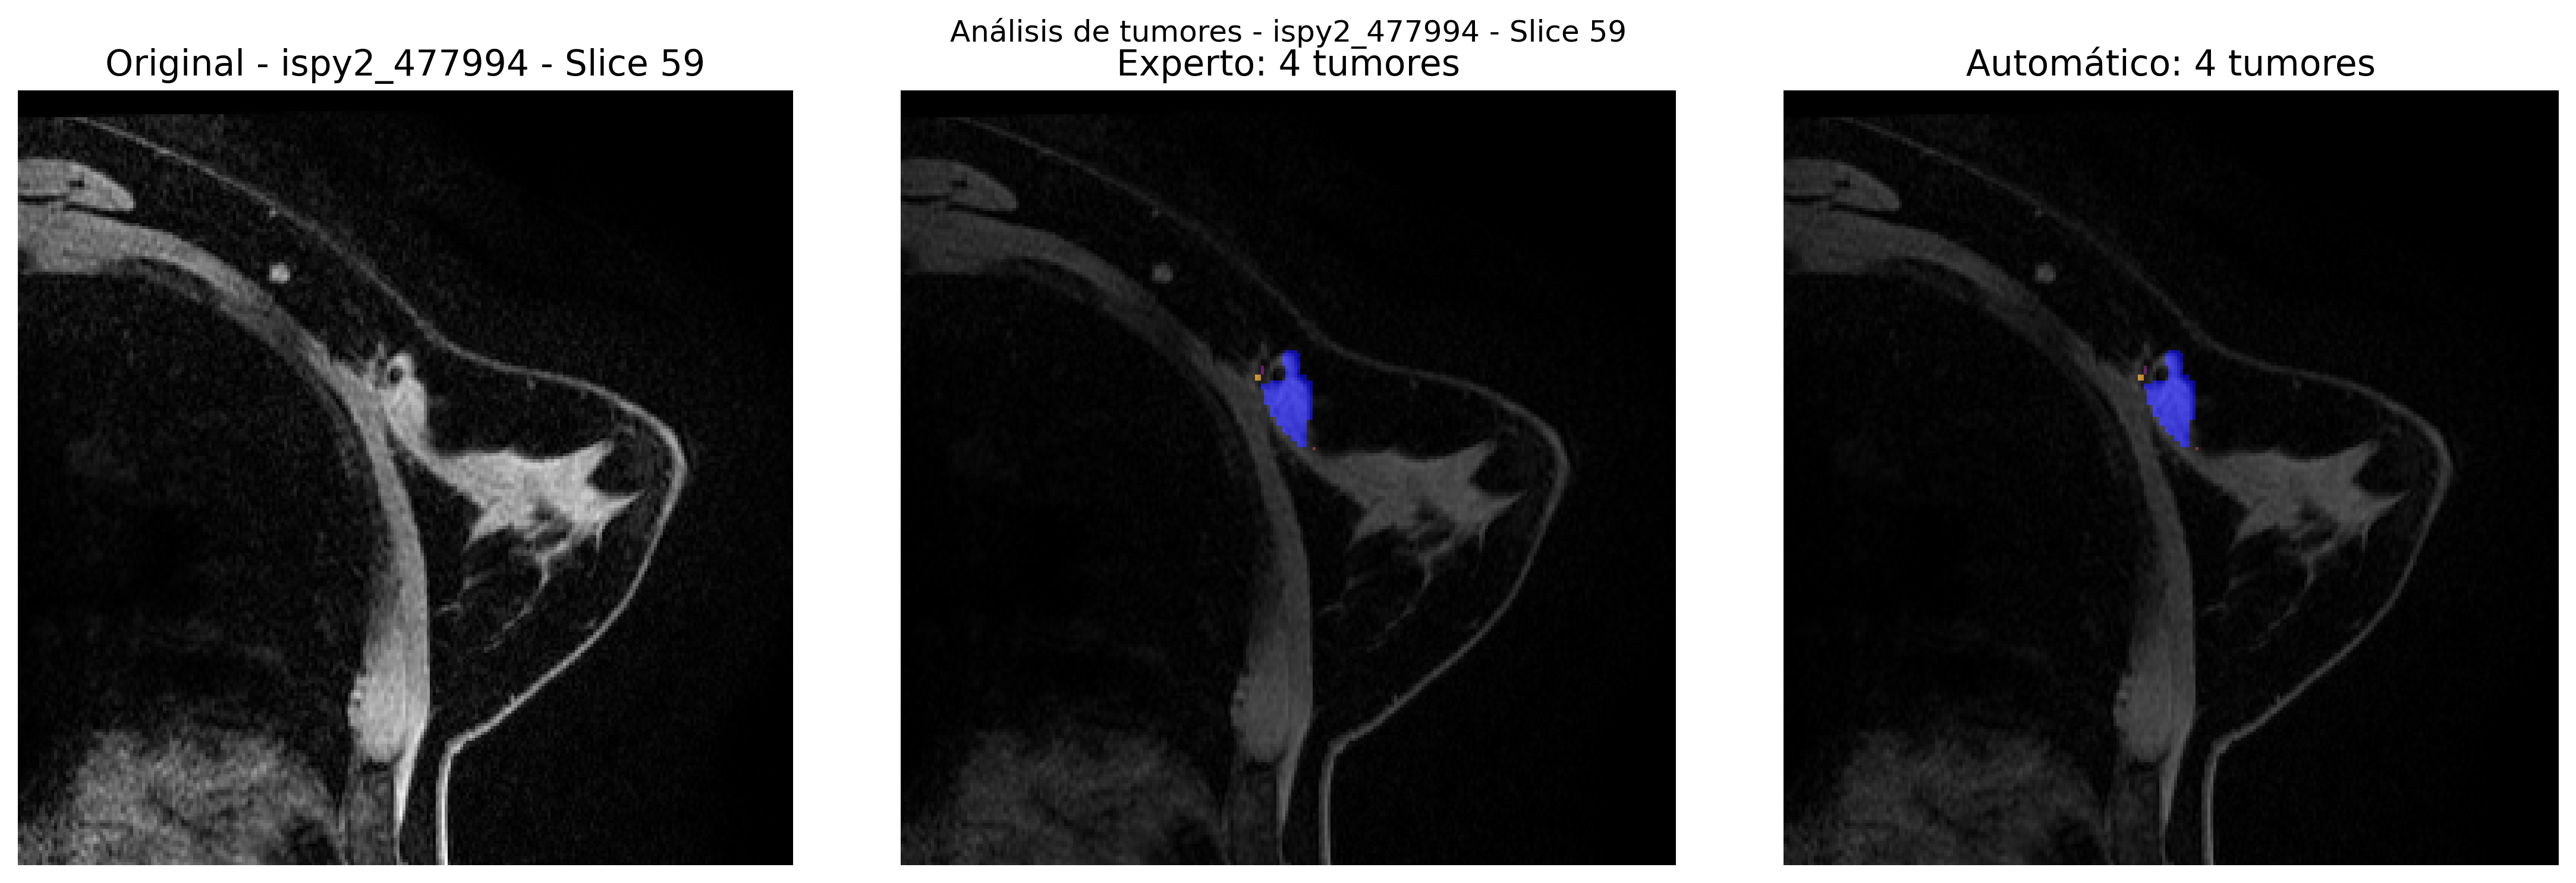 Análisis de tumores - ispy2_477994 - Slice 59
Original - ispy2_477994 - Slice 59
Experto: 4 tumores
Automático: 4 tumores